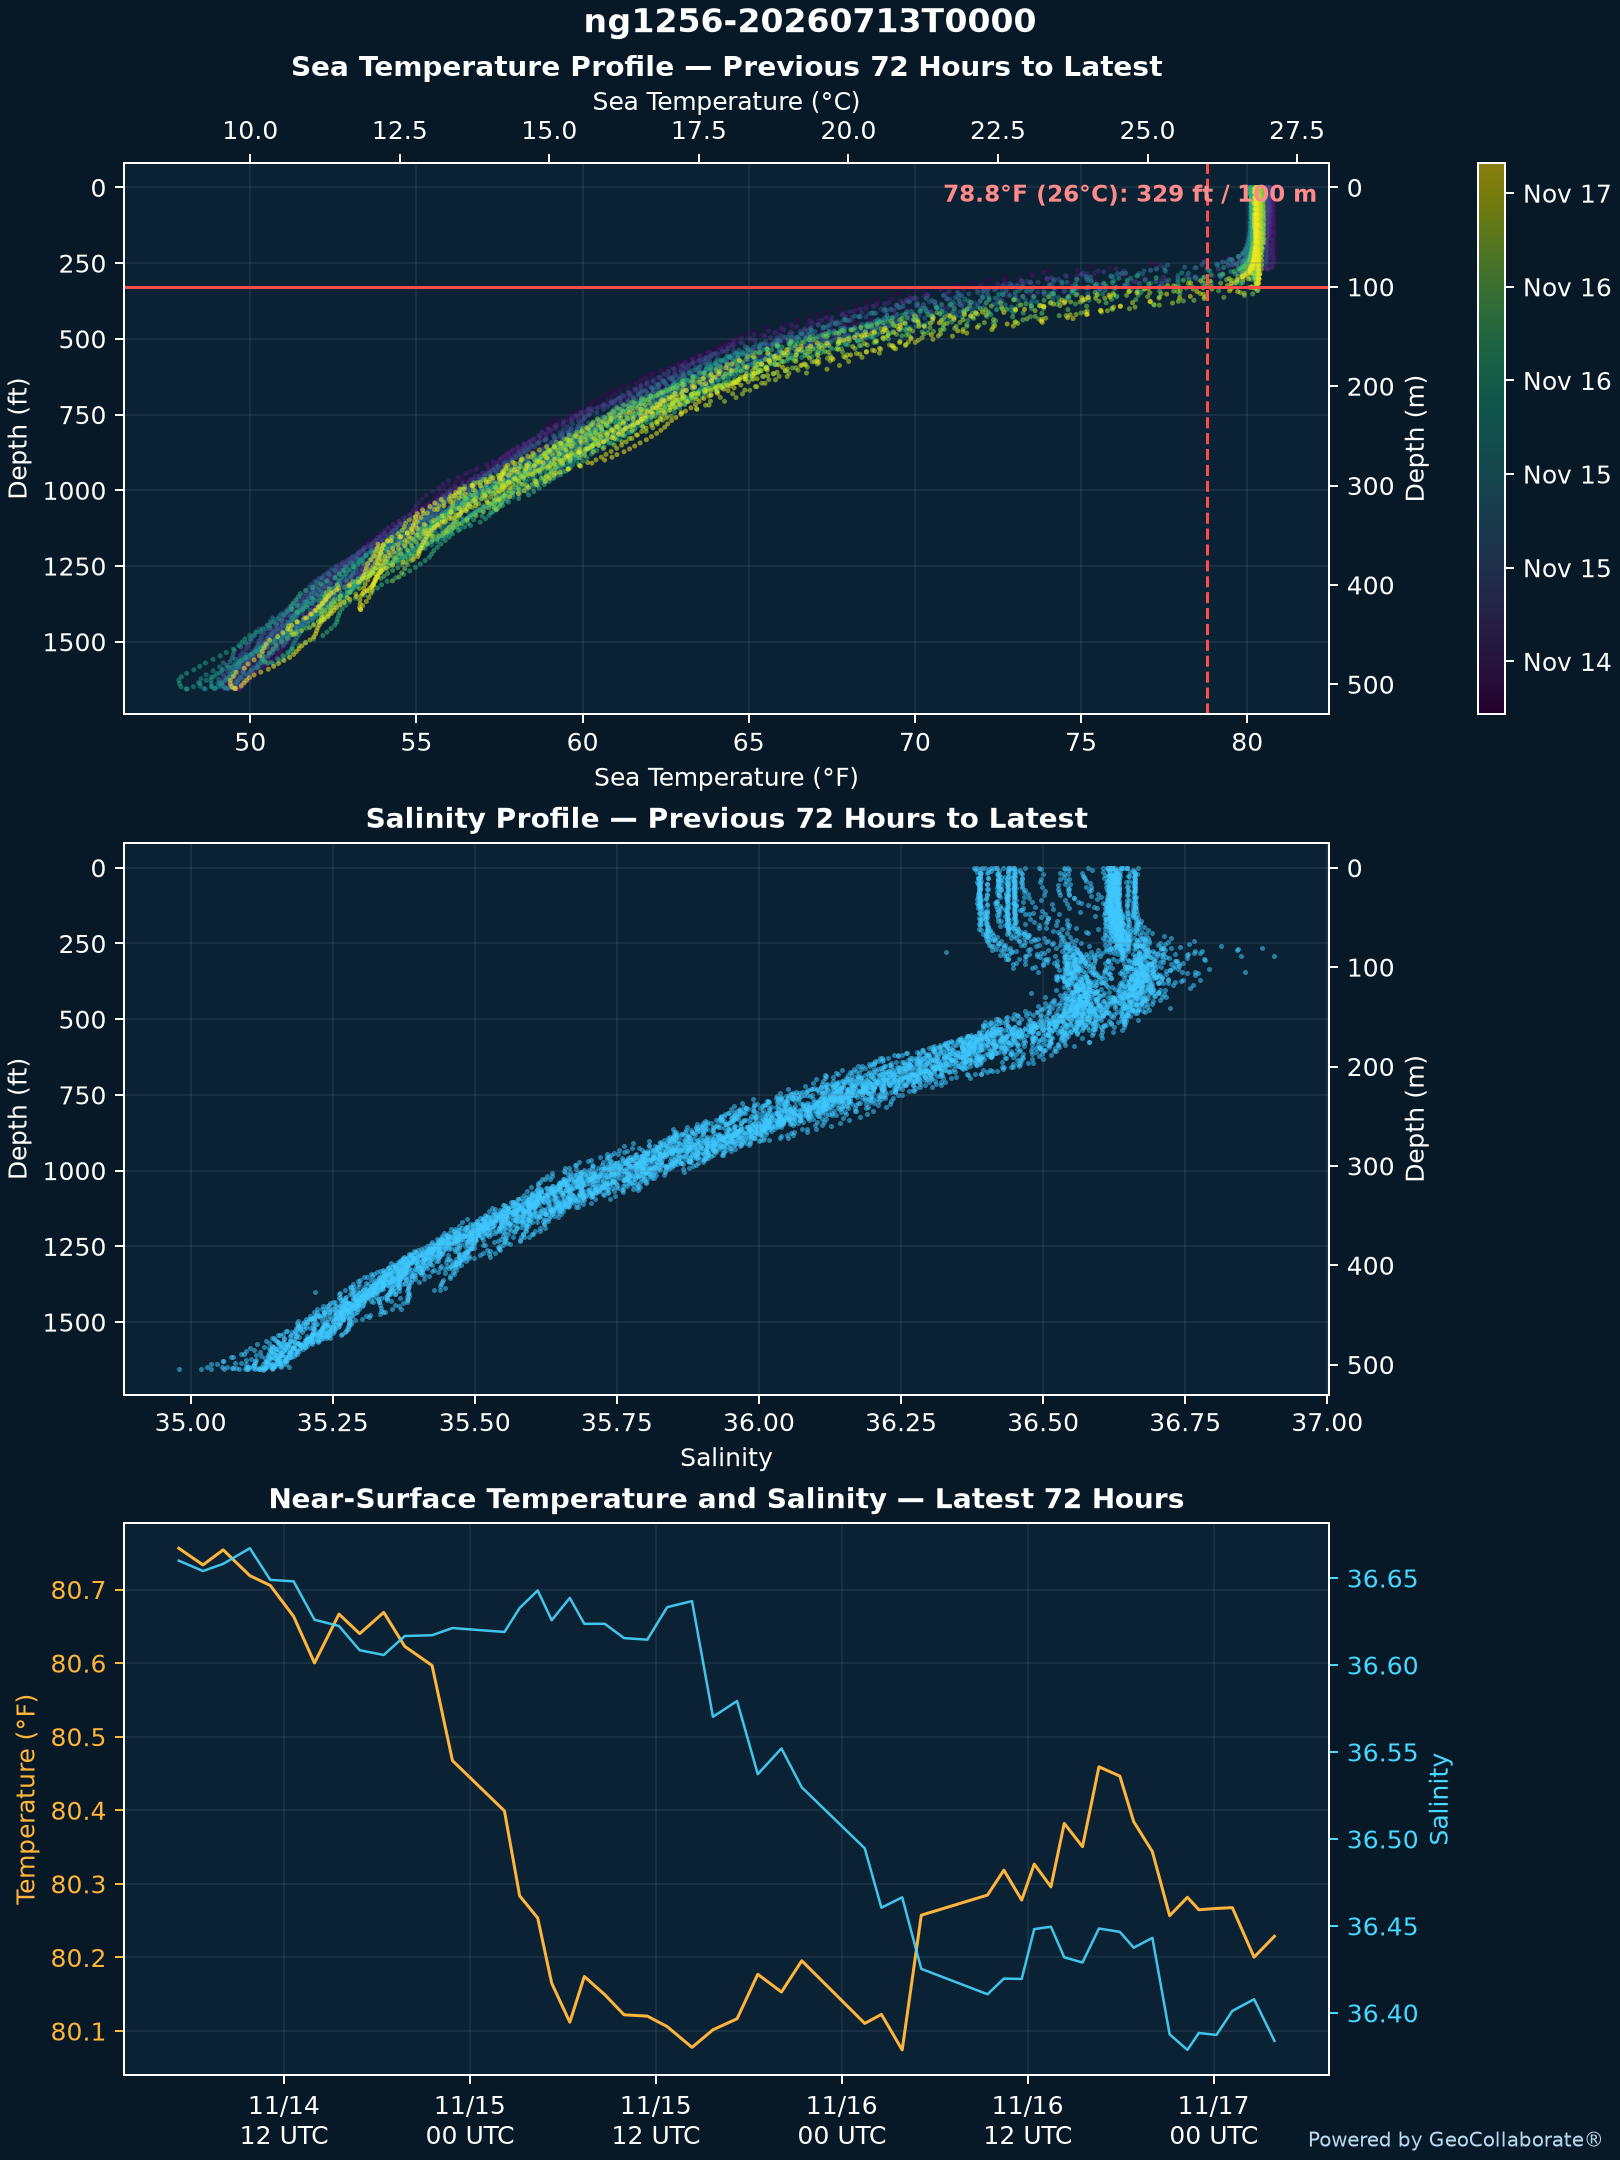 ng1256-20260713T0000
Sea Temperature Profile — Previous 72 Hours to Latest
Sea Temperature (°C)
10.0 12.5 15.0 17.5 20.0 22.5 25.0 27.5
78.8°F (26°C): 329 ft / 100 m
0
250
500
750
1000
1250
1500
Depth (ft)
0
100
200
300
400
500
Depth (m)
50 55 60 65 70 75 80
Sea Temperature (°F)
Nov 17
Nov 16
Nov 16
Nov 15
Nov 15
Nov 14
Salinity Profile — Previous 72 Hours to Latest
0
250
500
750
1000
1250
1500
Depth (ft)
0
100
200
300
400
500
Depth (m)
35.00 35.25 35.50 35.75 36.00 36.25 36.50 36.75 37.00
Salinity
Near-Surface Temperature and Salinity — Latest 72 Hours
80.7
80.6
80.5
80.4
80.3
80.2
80.1
Temperature (°F)
36.65
36.60
36.55
36.50
36.45
36.40
Salinity
11/14 11/15 11/15 11/16 11/16 11/17
12 UTC 00 UTC 12 UTC 00 UTC 12 UTC 00 UTC
Powered by GeoCollaborate®